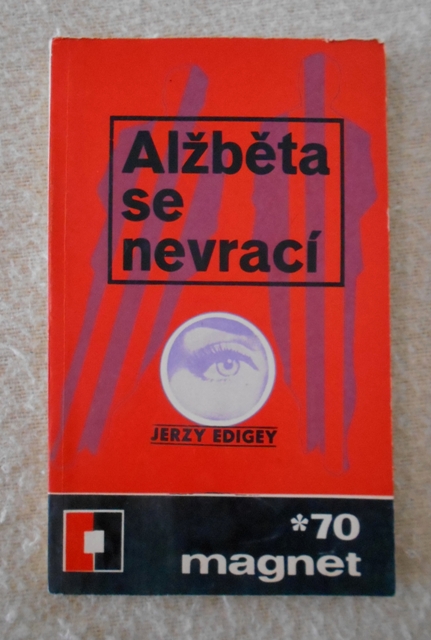 Alžběta
se
nevrací
JERZY EDIGEY
*70
magnet